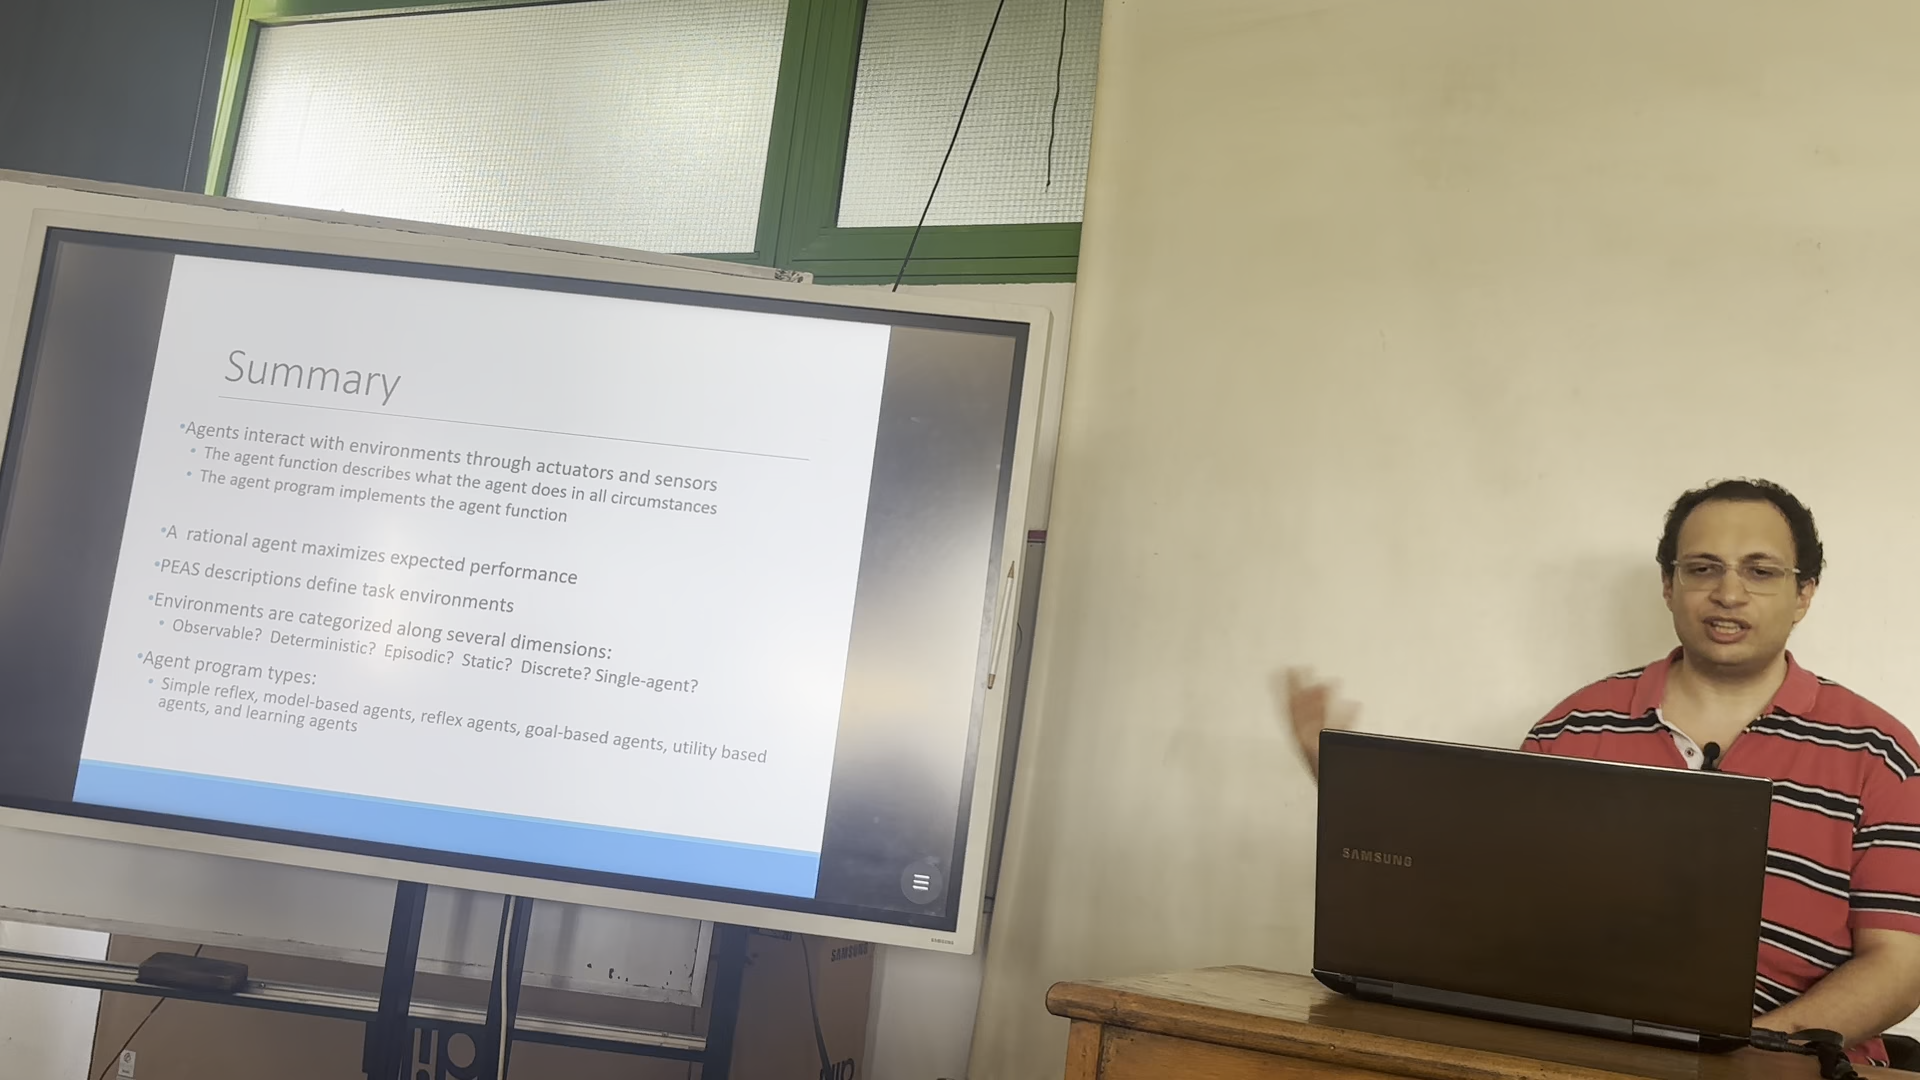 Summary
•Agents interact with environments through actuators and sensors
• The agent function describes what the agent does in all circumstances
• The agent program implements the agent function
•A rational agent maximizes expected performance
•PEAS descriptions define task environments
•Environments are categorized along several dimensions:
• Observable? Deterministic? Episodic? Static? Discrete? Single-agent?
•Agent program types:
• Simple reflex, model-based agents, reflex agents, goal-based agents, utility based
agents, and learning agents
SAMSUNG
SAMSUNG
SAMSUNG